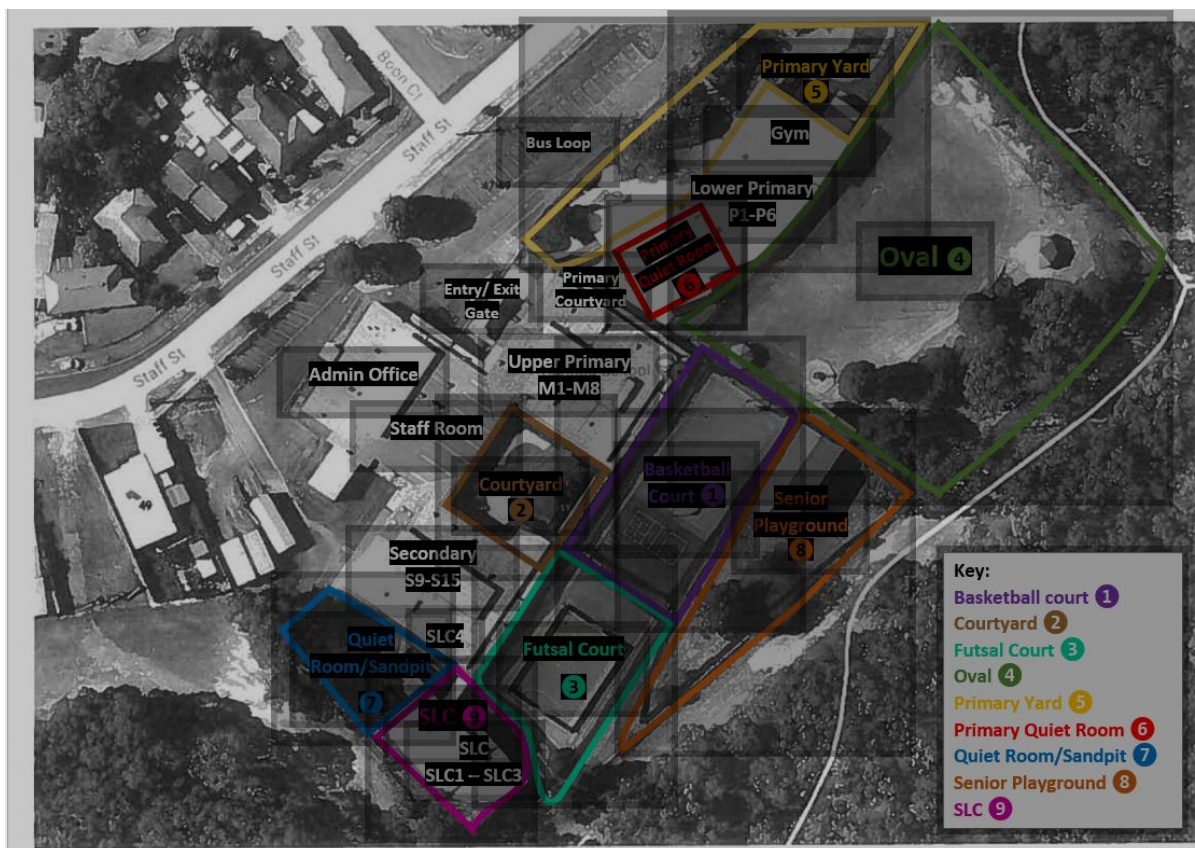 Boon Ct
Staff St
Staff St
Staff St
Bus Loop
Primary Yard
5
Gym
Lower Primary
P1-P6
Primary
Quiet Room
6
Oval 4
Entry/ Exit
Gate
Primary
Courtyard
Admin Office
Upper Primary
M1-M8
Staff Room
Courtyard
2
Basketball
Court 1
Senior
Playground
8
49
Secondary
S9-S15
SLC4
Quiet
Room/Sandpit
7
Futsal Court
3
SLC 9
SLC
SLC1 – SLC3
Key:
Basketball court 1
Courtyard 2
Futsal Court 3
Oval 4
Primary Yard 5
Primary Quiet Room 6
Quiet Room/Sandpit 7
Senior Playground 8
SLC 9